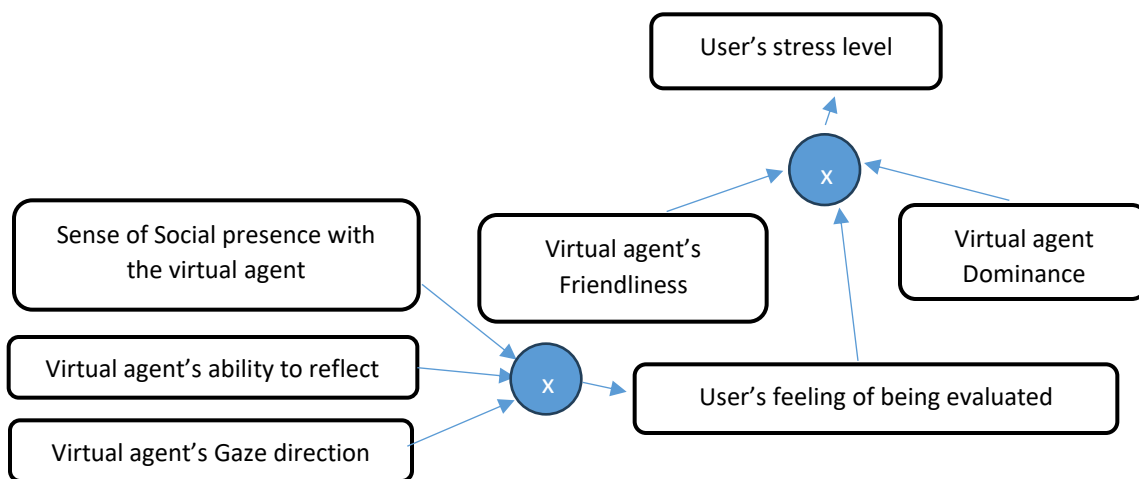 User’s stress level
x
Sense of Social presence with
the virtual agent
Virtual agent’s
Friendliness
Virtual agent
Dominance
Virtual agent’s ability to reflect
x
User’s feeling of being evaluated
Virtual agent’s Gaze direction